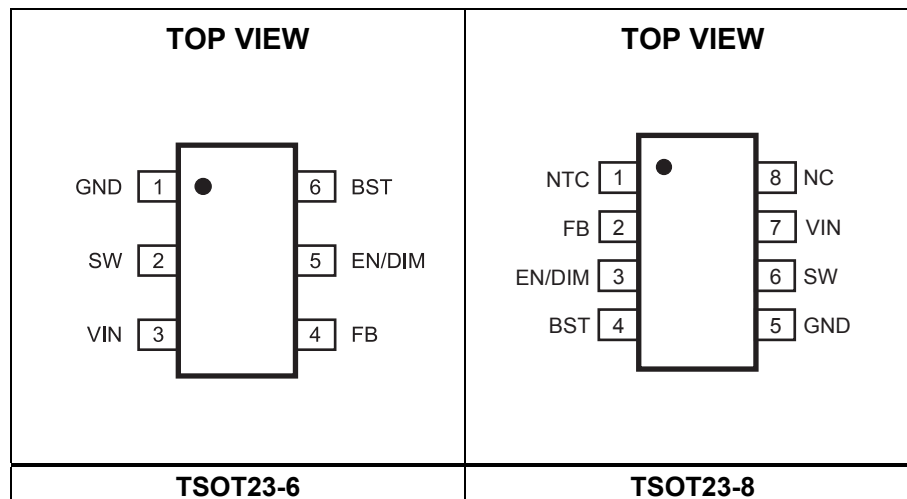 TOP VIEW
GND 1 6 BST
SW 2 5 EN/DIM
VIN 3 4 FB
TSOT23-6
TOP VIEW
NTC 1 8 NC
FB 2 7 VIN
EN/DIM 3 6 SW
BST 4 5 GND
TSOT23-8